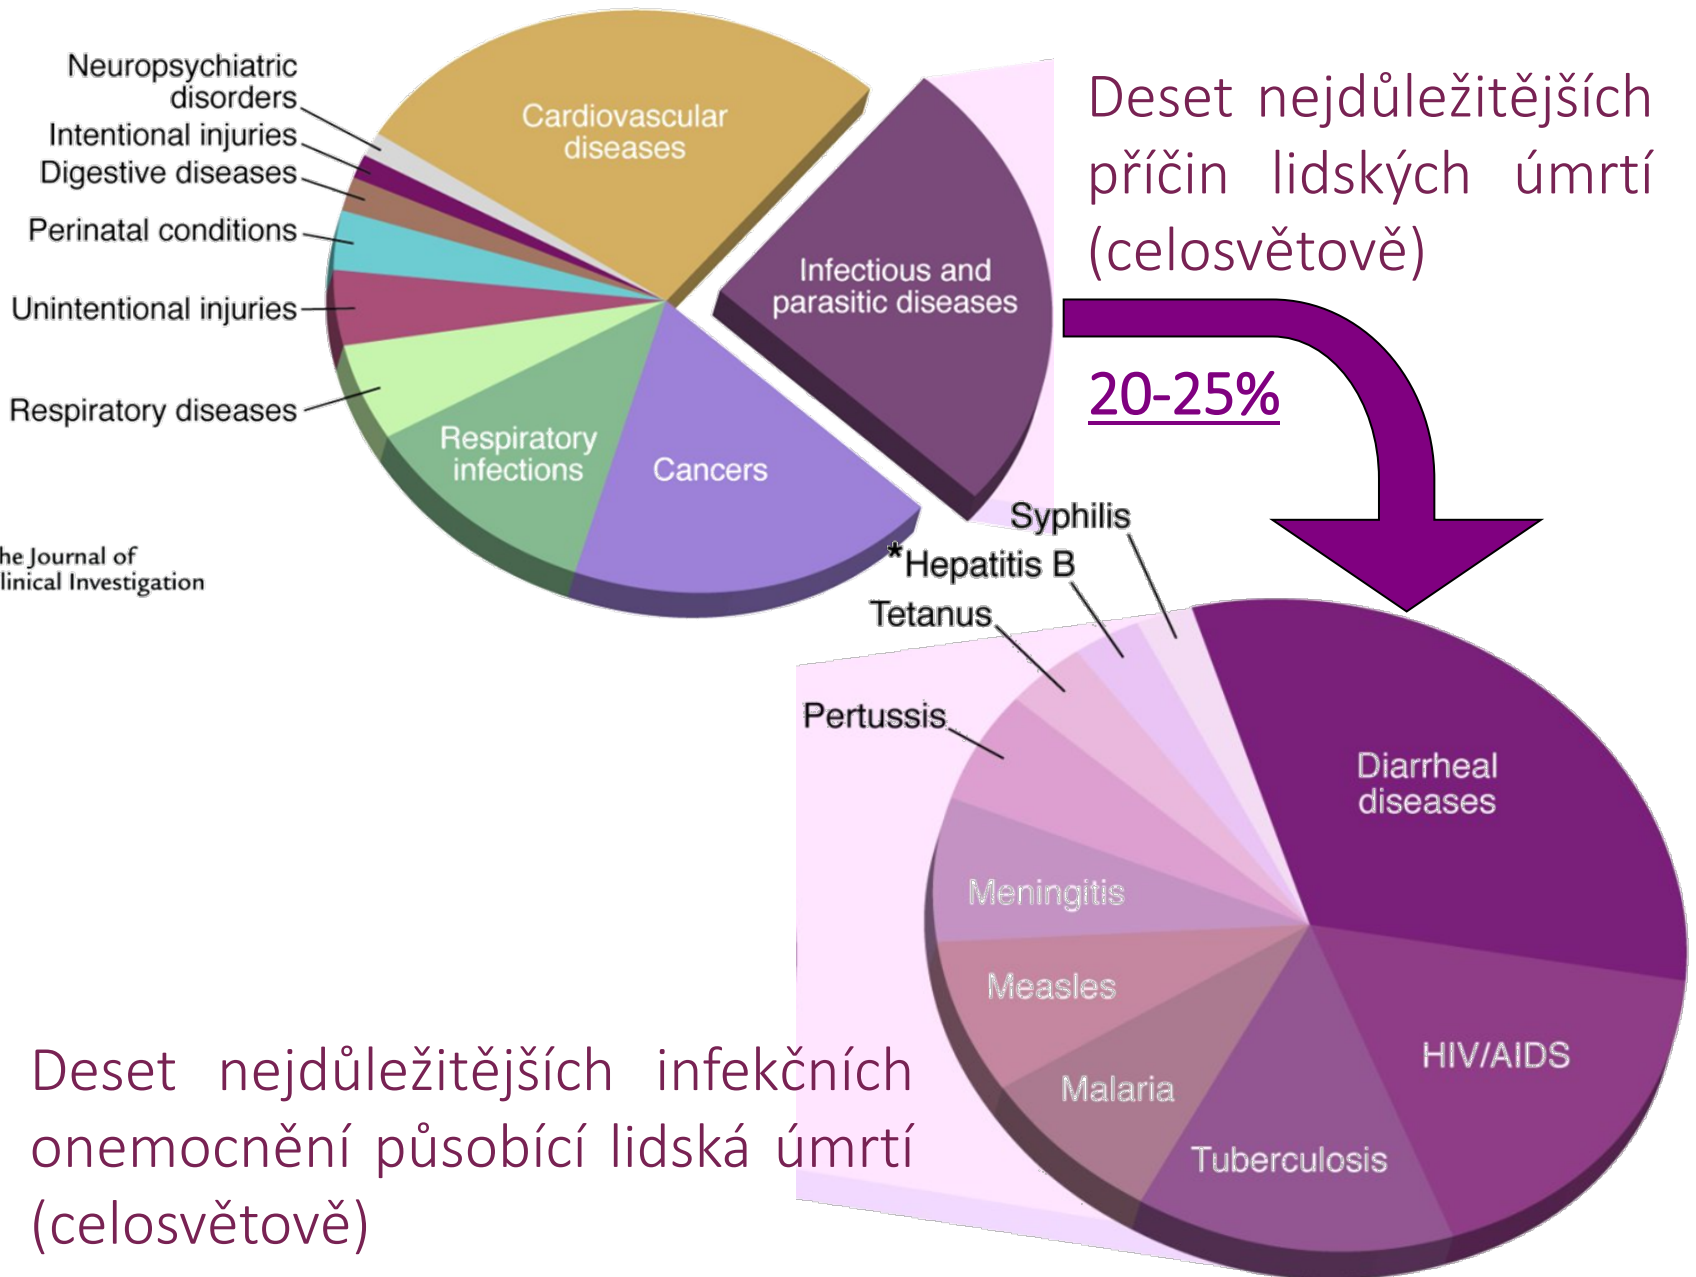 Neuropsychiatric
disorders
Intentional injuries
Digestive diseases
Perinatal conditions
Unintentional injuries
Respiratory diseases
Cardiovascular
diseases
Infectious and
parasitic diseases
Respiratory
infections
Cancers
he Journal of
linical Investigation
Deset nejdůležitějších
příčin lidských úmrtí
(celosvětově)
20-25%
Syphilis
*Hepatitis B
Tetanus
Pertussis
Diarrheal
diseases
Meningitis
Measles
HIV/AIDS
Malaria
Tuberculosis
Deset nejdůležitějších infekčních
onemocnění působící lidská úmrtí
(celosvětově)